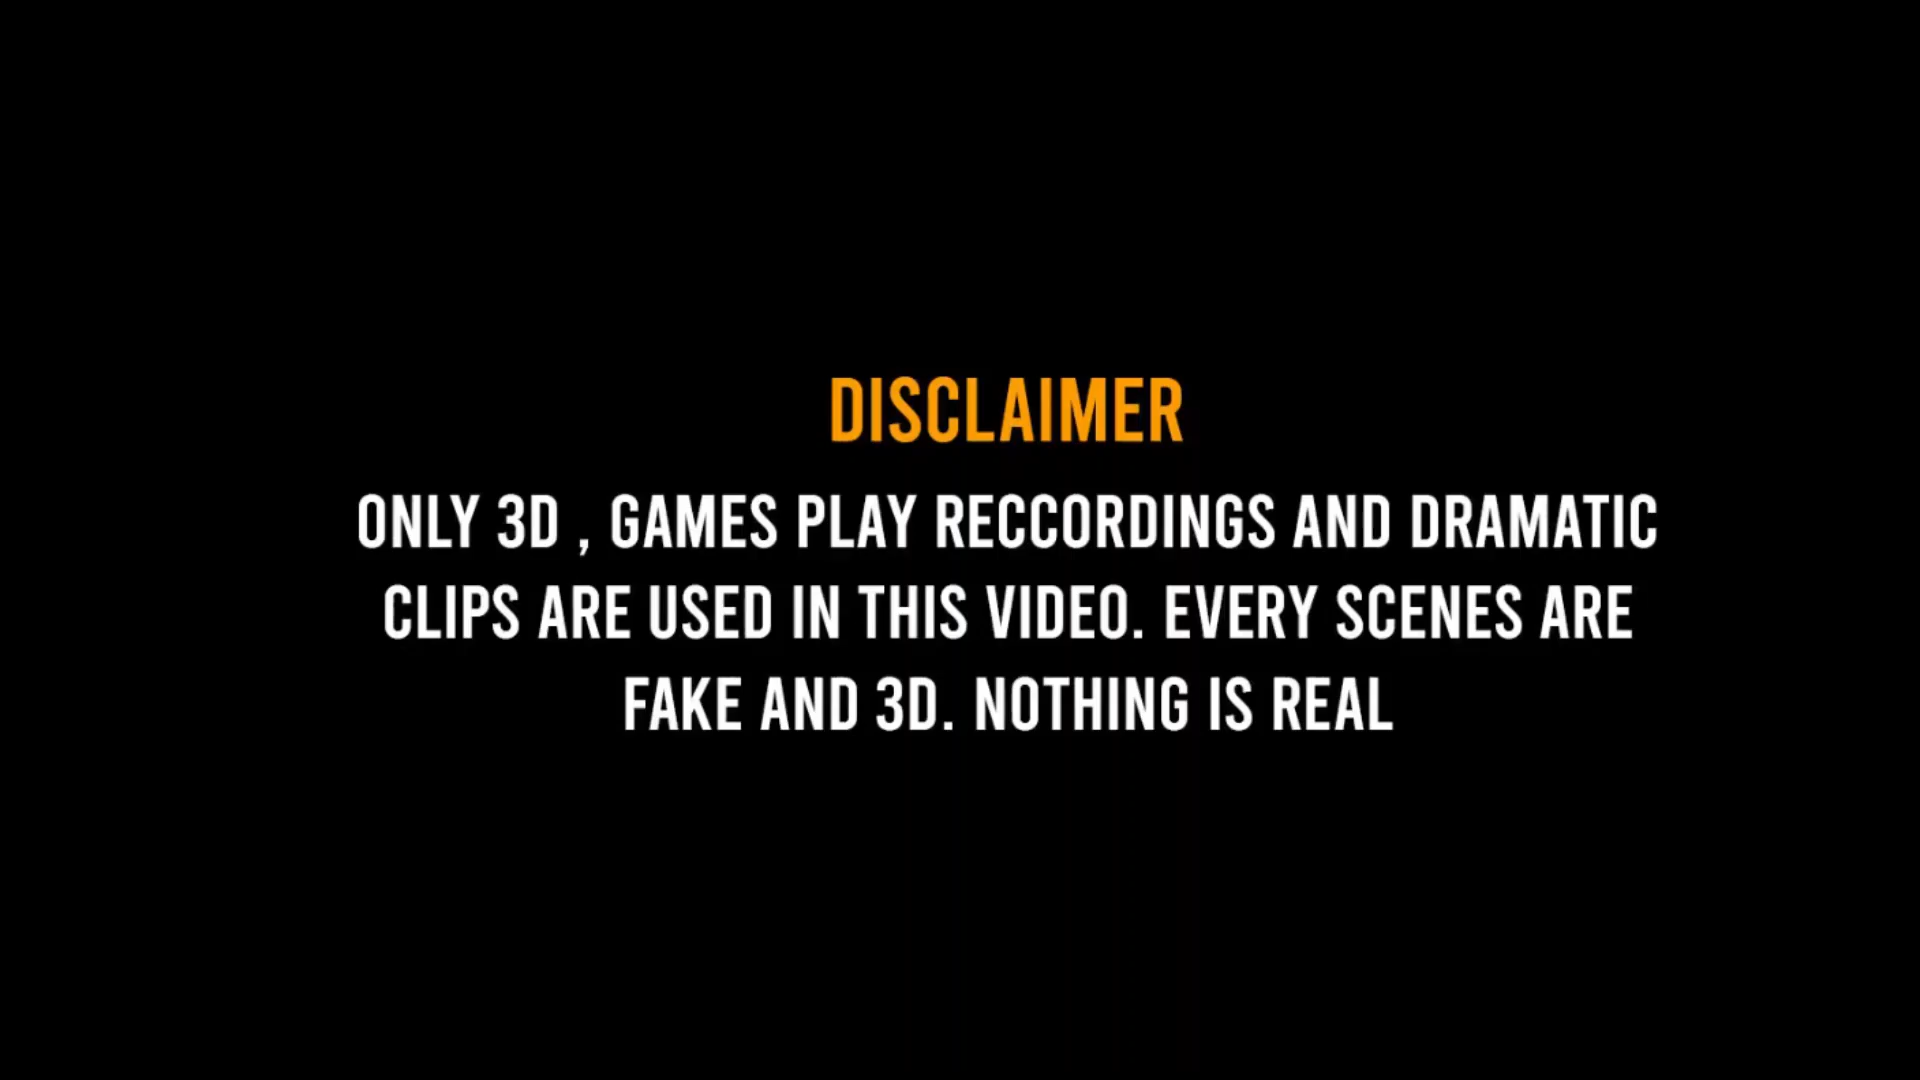 DISCLAIMER
ONLY 3D , GAMES PLAY RECCORDINGS AND DRAMATIC
CLIPS ARE USED IN THIS VIDEO. EVERY SCENES ARE
FAKE AND 3D. NOTHING IS REAL